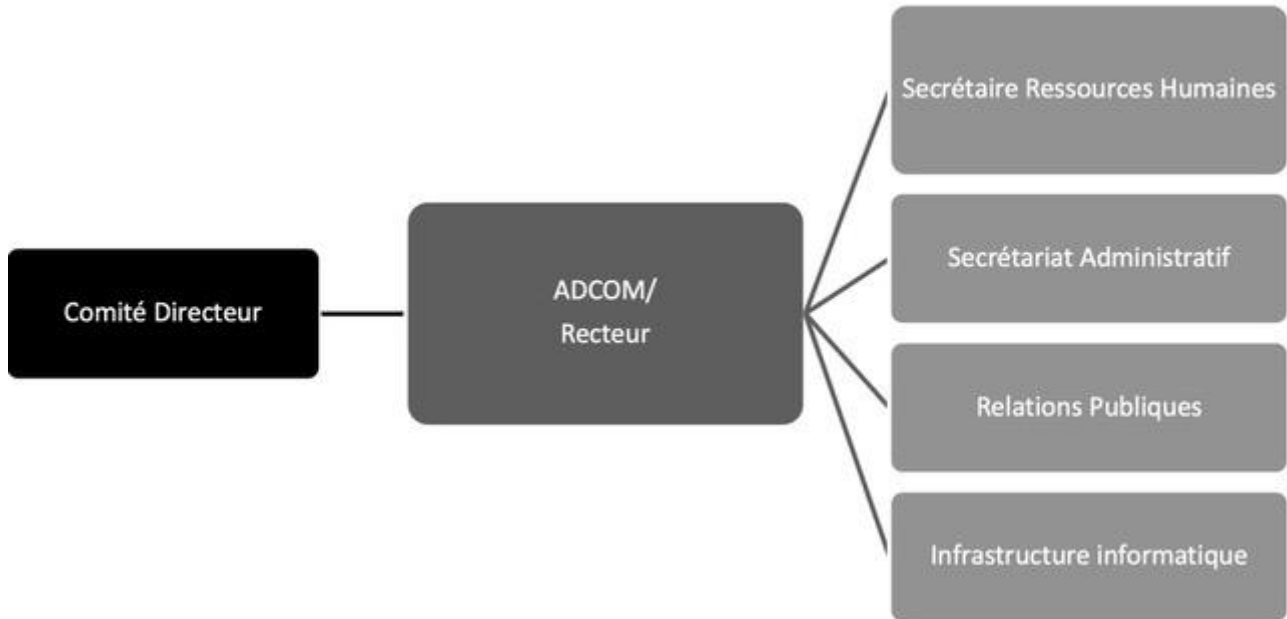 Comité Directeur
ADCOM/
Recteur
Secrétaire Ressources Humaines
Secrétariat Administratif
Relations Publiques
Infrastructure informatique